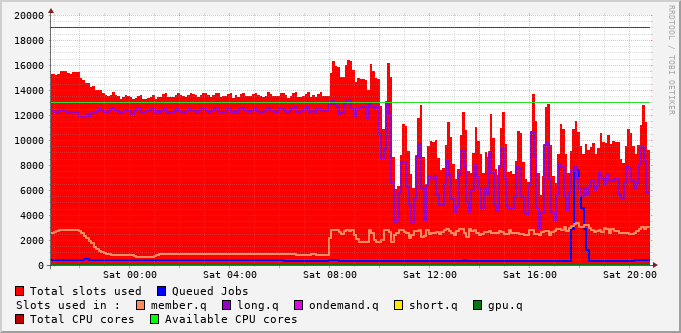 20000
18000
16000
14000
12000
10000
8000
6000
4000
2000
0
Sat 00:00 Sat 04:00 Sat 08:00 Sat 12:00 Sat 16:00 Sat 20:00
RRDTOOL / TOBI OETIKER
Total slots used Queued Jobs
Slots used in : member.q long.q ondemand.q short.q gpu.q
Total CPU cores Available CPU cores